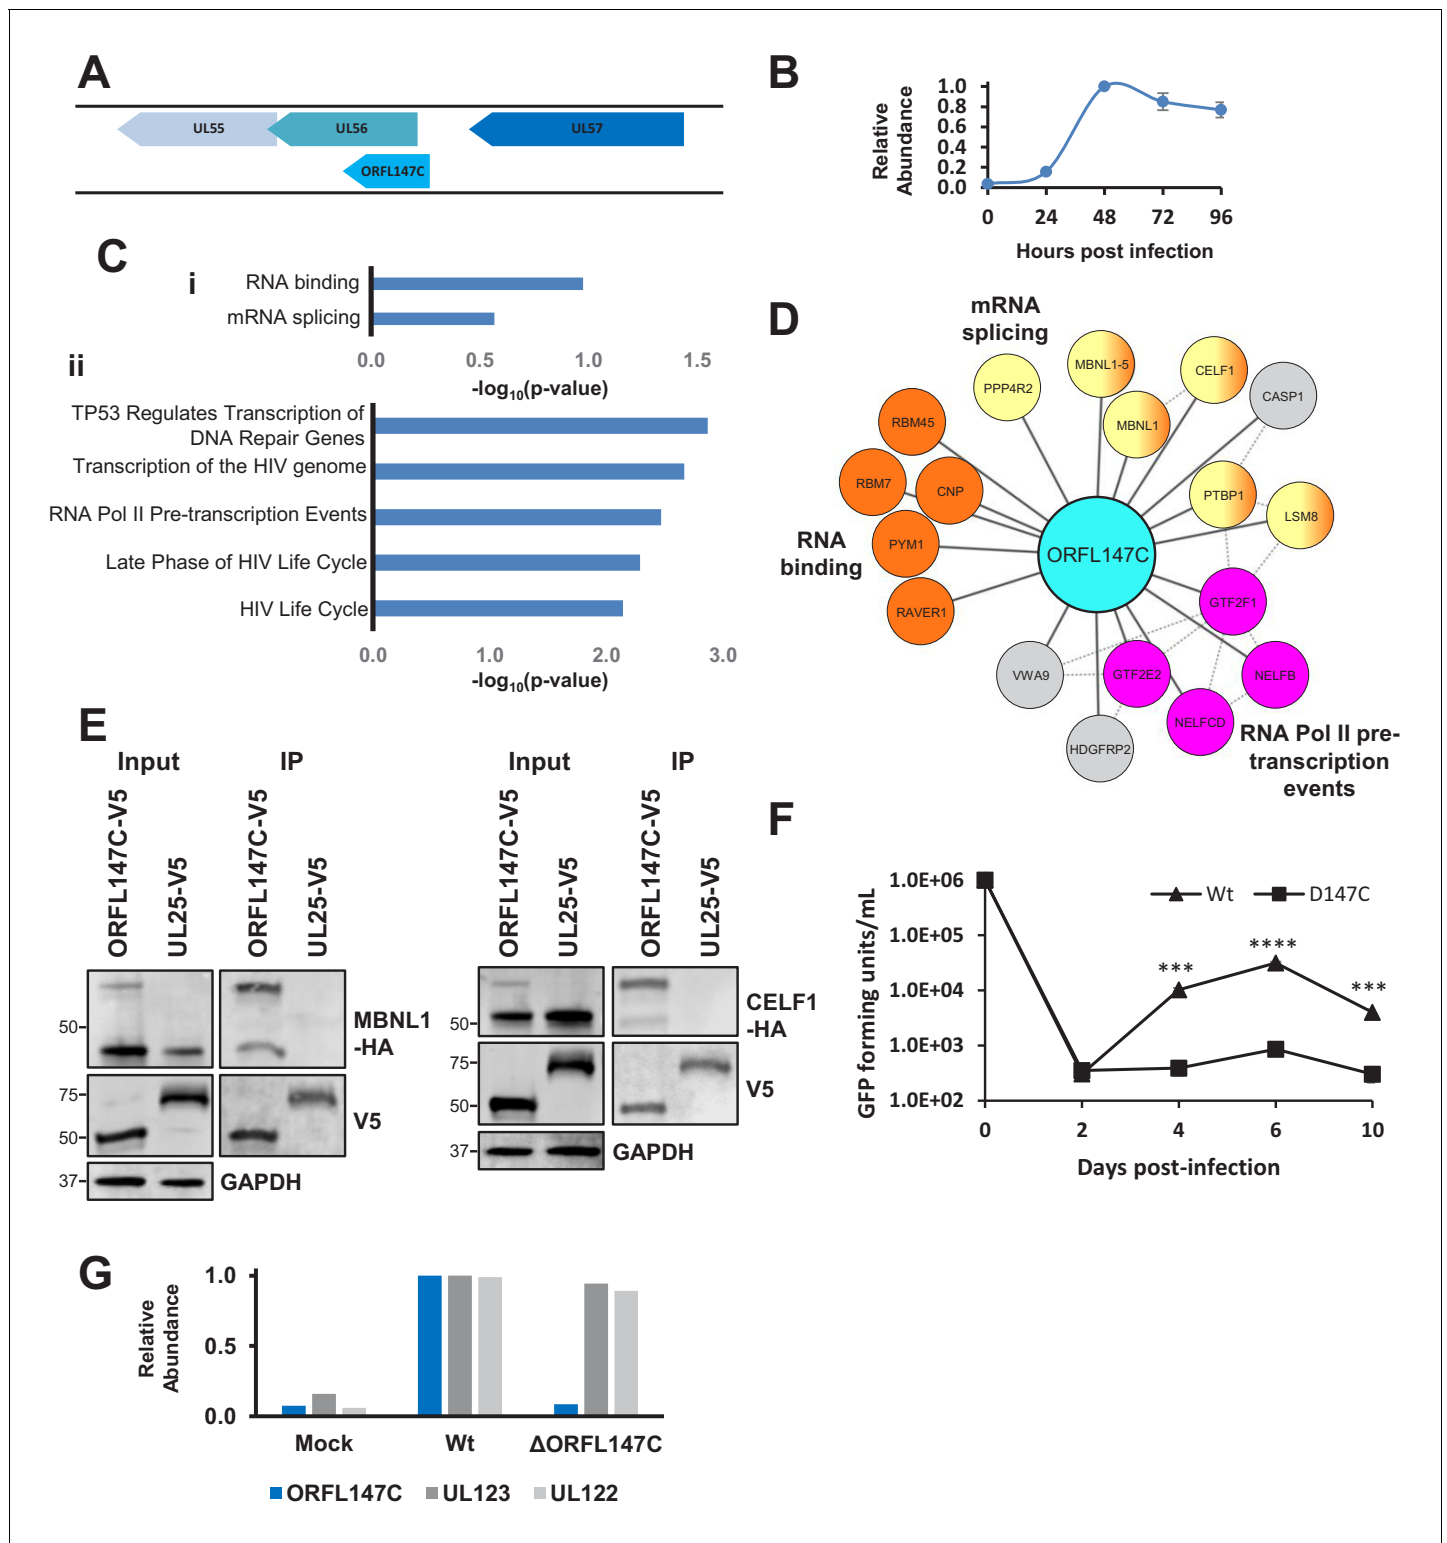 A
UL55
UL56
UL57
ORFL147C
B
Relative
Abundance
1.0
0.8
0.6
0.4
0.2
0.0
0 24 48 72 96
Hours post infection
C
i
RNA binding
mRNA splicing
0.0 0.5 1.0 1.5
-log10(p-value)
ii
TP53 Regulates Transcription of
DNA Repair Genes
Transcription of the HIV genome
RNA Pol II Pre-transcription Events
Late Phase of HIV Life Cycle
HIV Life Cycle
0.0 1.0 2.0 3.0
-log10(p-value)
D
mRNA
splicing
PPP4R2
MBNL1-5
MBNL1
CELF1
CASP1
RBM45
RBM7
CNP
PYM1
RAVER1
RNA
binding
ORFL147C
PTBP1
LSM8
GTF2F1
VWA9
GTF2E2
NELFB
NELFCD
HDGFRP2
RNA Pol II pre-
transcription
events
E
Input IP
ORFL147C-V5
UL25-V5
ORFL147C-V5
UL25-V5
50
MBNL1
-HA
75
50
V5
37
GAPDH
Input IP
ORFL147C-V5
UL25-V5
ORFL147C-V5
UL25-V5
50
CELF1
-HA
75
50
V5
37
GAPDH
F
GFP forming units/mL
1.0E+06
1.0E+05
1.0E+04
1.0E+03
1.0E+02
Wt D147C
***
****
***
0 2 4 6 10
Days post-infection
G
Relative
Abundance
1.0
0.5
0.0
Mock Wt ΔORFL147C
ORFL147C UL123 UL122